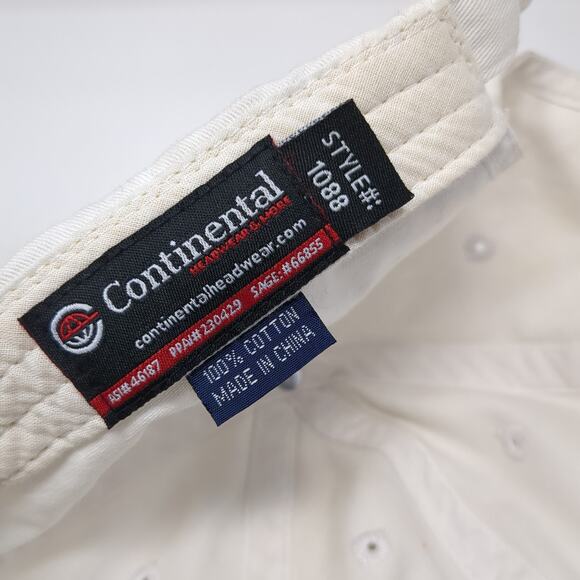 Continental
HEADWEAR & MORE
continentalheadwear.com
ASI# 46187 PPAI# 230429 SAGE: #66855
STYLE#:
1088
100% COTTON
MADE IN CHINA